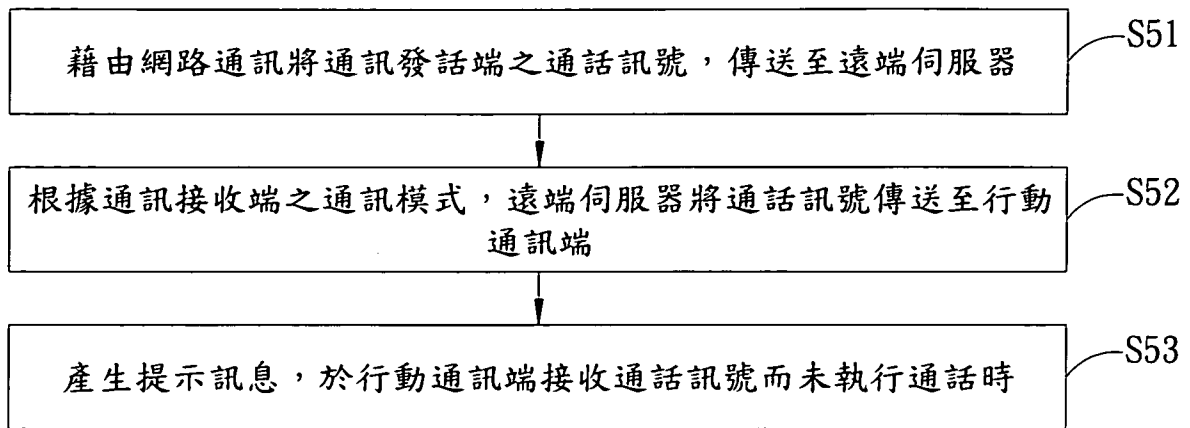 藉由網路通訊將通訊發話端之通話訊號，傳送至遠端伺服器
S51
根據通訊接收端之通訊模式，遠端伺服器將通話訊號傳送至行動
通訊端
S52
產生提示訊息，於行動通訊端接收通話訊號而未執行通話時
S53